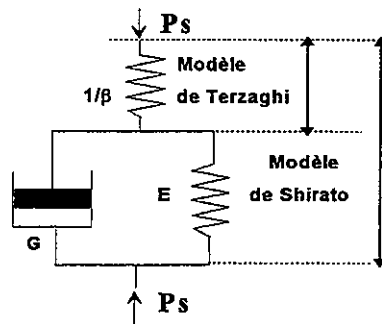 Ps
Modèle
1/β
de Terzaghi
Modèle
E
de Shirato
G
Ps